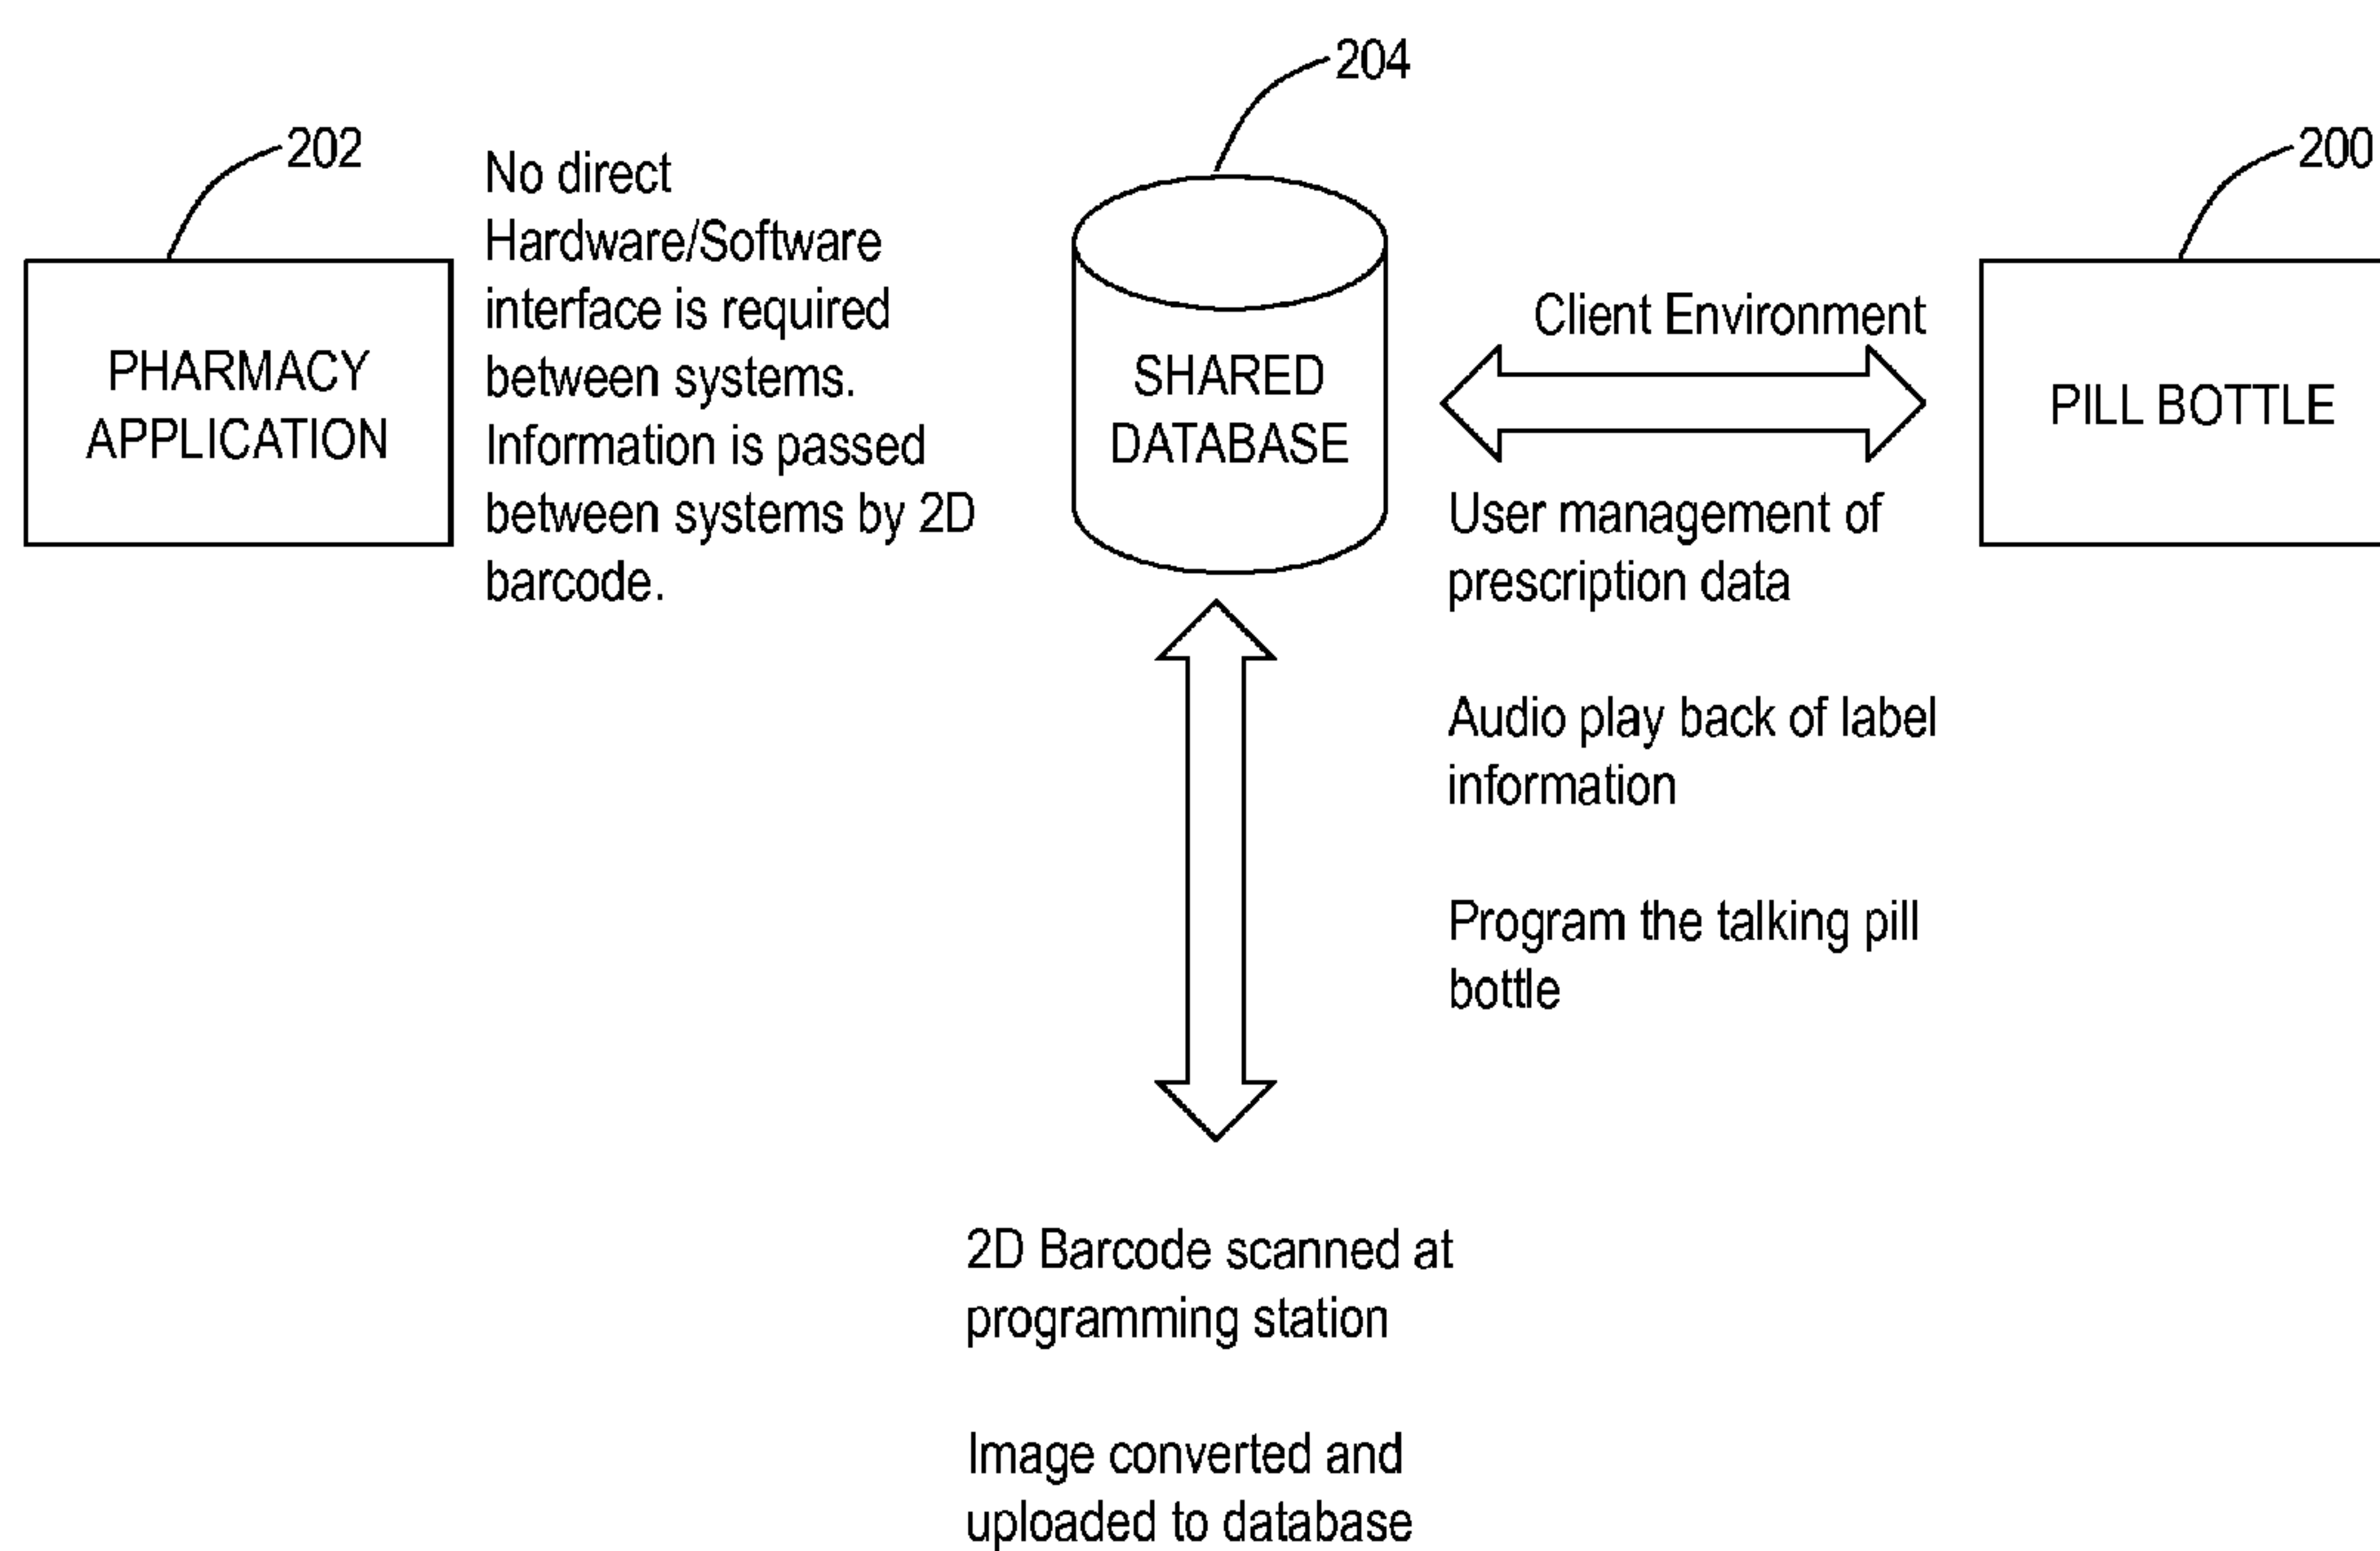 204
202
200
No direct
Hardware/Software
interface is required
between systems.
Information is passed
between systems by 2D
barcode.
PHARMACY
APPLICATION
SHARED
DATABASE
Client Environment
PILL BOTTLE
User management of
prescription data
Audio play back of label
information
Program the talking pill
bottle
2D Barcode scanned at
programming station
Image converted and
uploaded to database